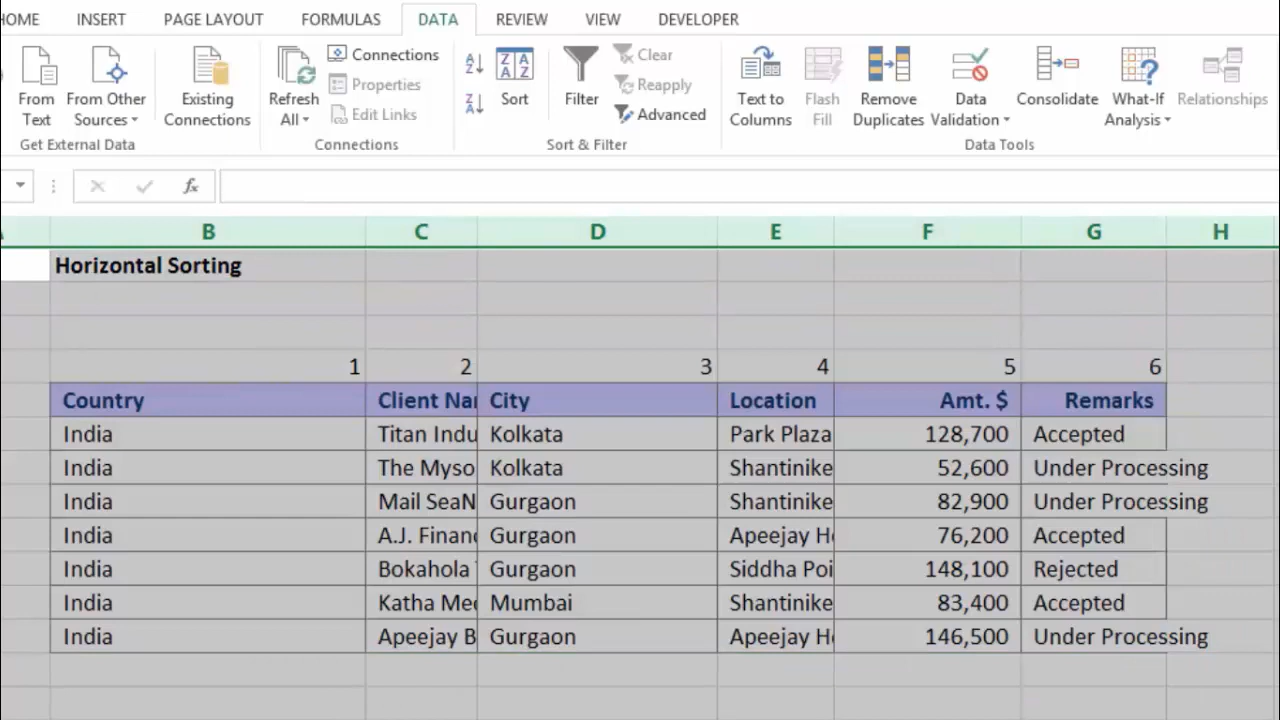 HOME INSERT PAGE LAYOUT FORMULAS DATA REVIEW VIEW DEVELOPER
From Text
From Other Sources
Existing Connections
Refresh All
Connections
Properties
Edit Links
Sort
Filter
Clear
Reapply
Advanced
Text to Columns
Flash Fill
Remove Duplicates
Data Validation
Consolidate
What-If Analysis
Relationships
Get External Data Connections Sort & Filter Data Tools
fx
B C D E F G H
Horizontal Sorting
1 2 3 4 5 6
Country Client Nar City Location Amt. $ Remarks
India Titan Indu Kolkata Park Plaza 128,700 Accepted
India The Myso Kolkata Shantinike 52,600 Under Processing
India Mail SeaN Gurgaon Shantinike 82,900 Under Processing
India A.J. Financ Gurgaon Apeejay Ho 76,200 Accepted
India Bokahola Gurgaon Siddha Poi 148,100 Rejected
India Katha Med Mumbai Shantinike 83,400 Accepted
India Apeejay B Gurgaon Apeejay Ho 146,500 Under Processing